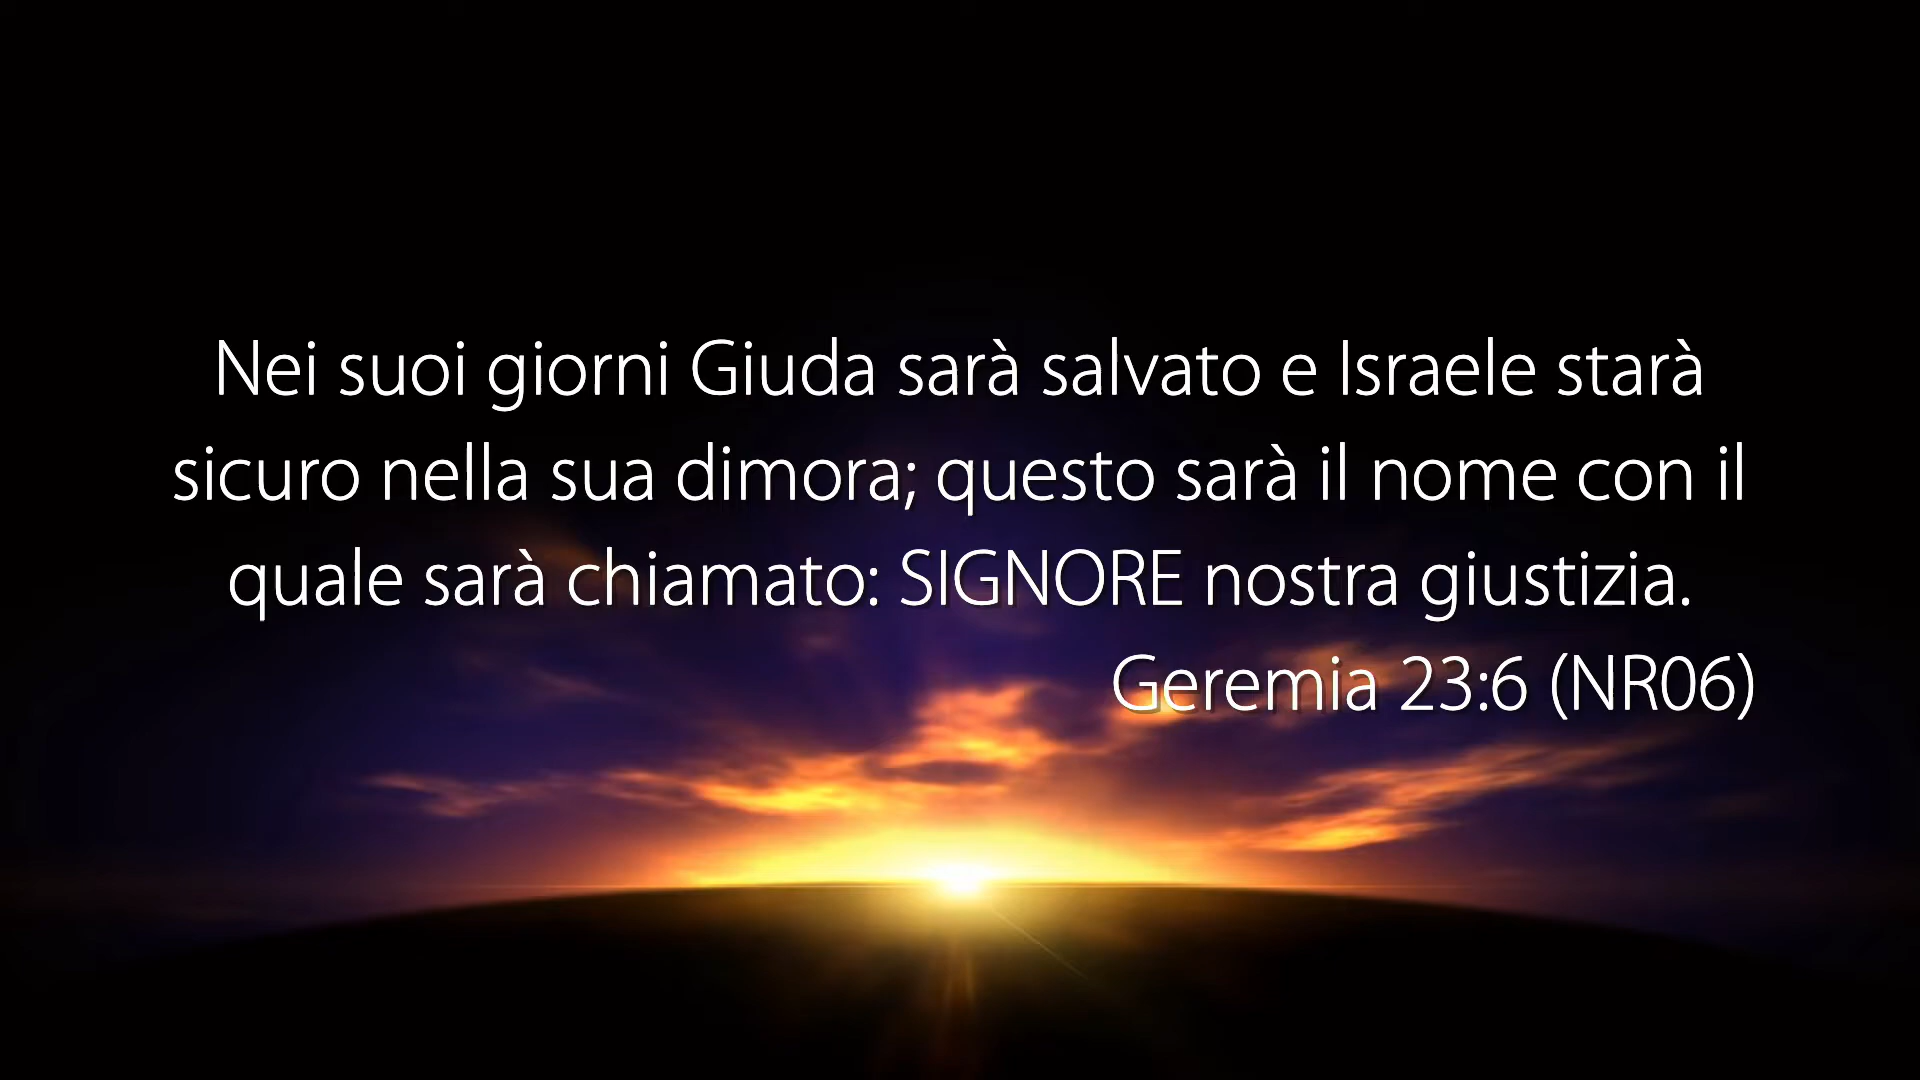 Nei suoi giorni Giuda sarà salvato e Israele starà
sicuro nella sua dimora; questo sarà il nome con il
quale sarà chiamato: SIGNORE nostra giustizia.
Geremia 23:6 (NR06)